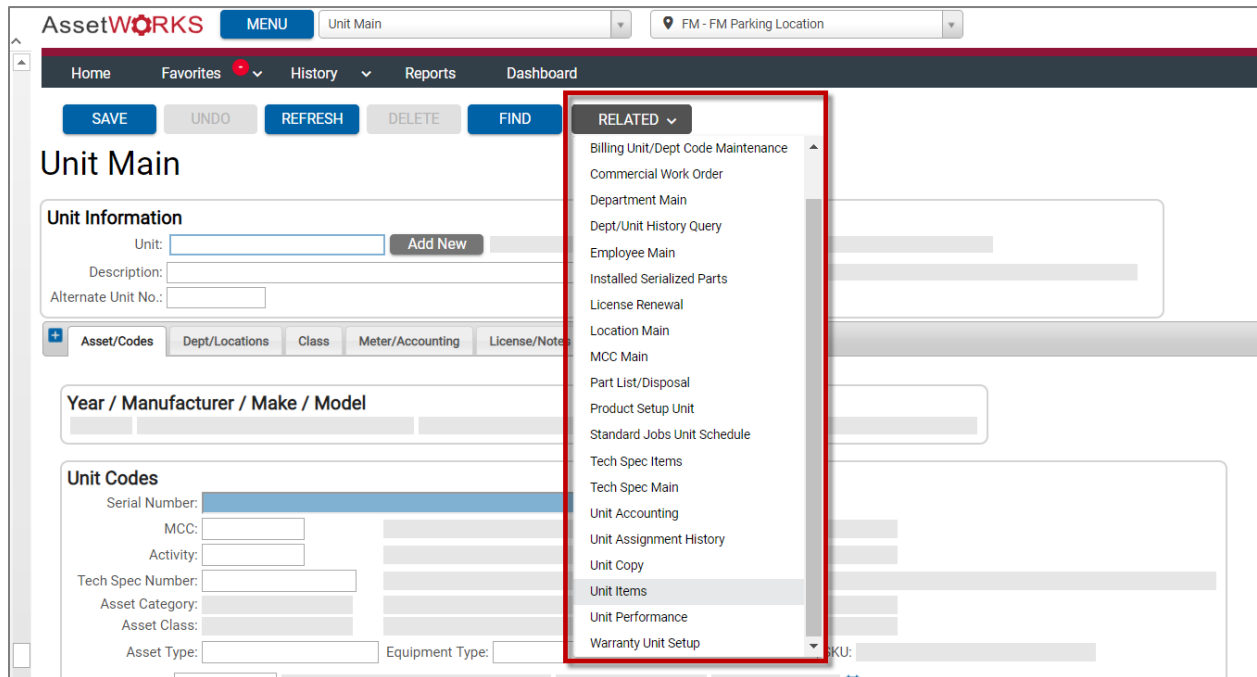 AssetWORKS MENU Unit Main FM - FM Parking Location
Home Favorites - History Reports Dashboard
SAVE UNDO REFRESH DELETE FIND RELATED
Unit Main
Unit Information
Unit: Add New
Description:
Alternate Unit No.:
Asset/Codes Dept/Locations Class Meter/Accounting License/Notes
Year / Manufacturer / Make / Model
Unit Codes
Serial Number:
MCC:
Activity:
Tech Spec Number:
Asset Category:
Asset Class:
Asset Type: Equipment Type: SKU:
Billing Unit/Dept Code Maintenance
Commercial Work Order
Department Main
Dept/Unit History Query
Employee Main
Installed Serialized Parts
License Renewal
Location Main
MCC Main
Part List/Disposal
Product Setup Unit
Standard Jobs Unit Schedule
Tech Spec Items
Tech Spec Main
Unit Accounting
Unit Assignment History
Unit Copy
Unit Items
Unit Performance
Warranty Unit Setup